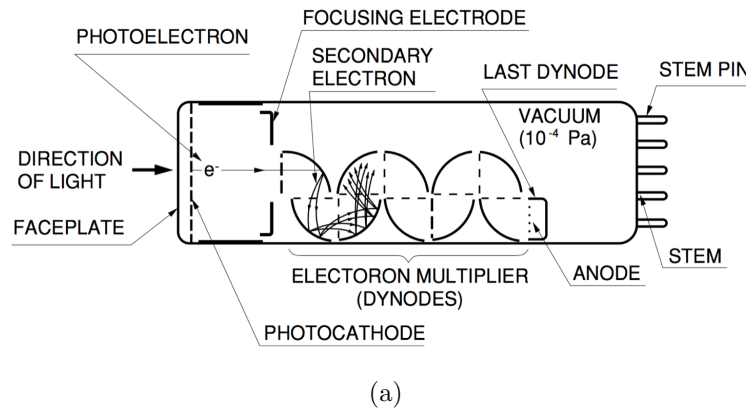 FOCUSING ELECTRODE
PHOTOELECTRON
SECONDARY
ELECTRON
LAST DYNODE
STEM PIN
VACUUM
(10⁻⁴ Pa)
DIRECTION
OF LIGHT
e-
FACEPLATE
STEM
ELECTORON MULTIPLIER
(DYNODES)
ANODE
PHOTOCATHODE
(a)